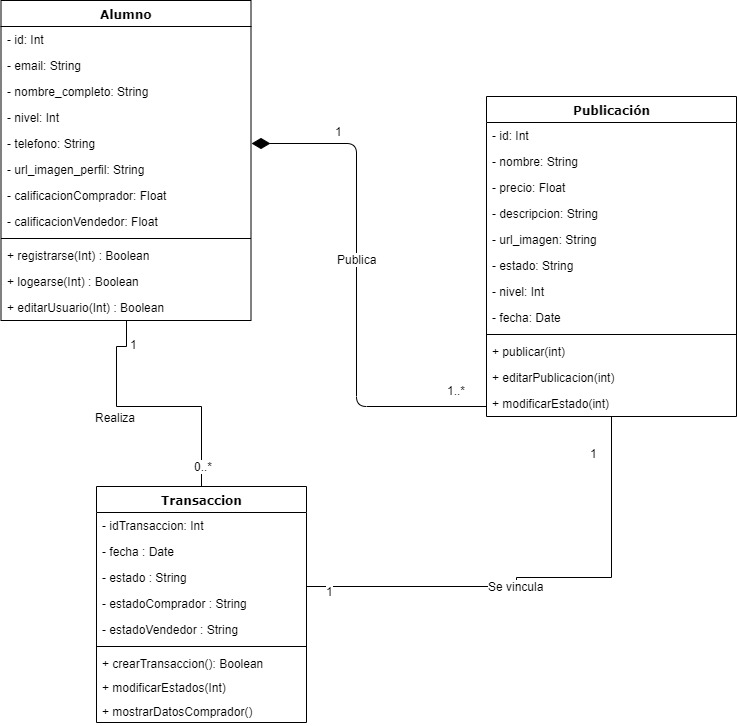 Alumno
- id: Int
- email: String
- nombre_completo: String
- nivel: Int
- telefono: String
- url_imagen_perfil: String
- calificacionComprador: Float
- calificacionVendedor: Float
+ registrarse(Int) : Boolean
+ logearse(Int) : Boolean
+ editarUsuario(Int) : Boolean
1
Publica
1..*
Publicación
- id: Int
- nombre: String
- precio: Float
- descripcion: String
- url_imagen: String
- estado: String
- nivel: Int
- fecha: Date
+ publicar(int)
+ editarPublicacion(int)
+ modificarEstado(int)
1
Realiza
0..*
Transaccion
- idTransaccion: Int
- fecha : Date
- estado : String
- estadoComprador : String
- estadoVendedor : String
+ crearTransaccion(): Boolean
+ modificarEstados(Int)
+ mostrarDatosComprador()
1
Se vincula
1